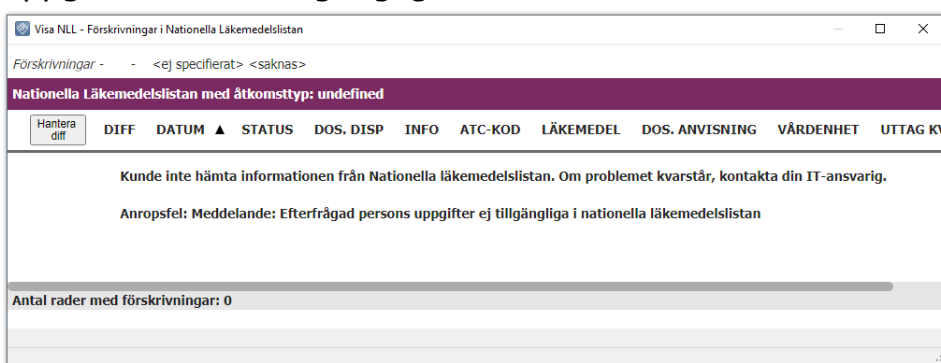 Visa NLL - Förskrivningar i Nationella Läkemedelslistan
Förskrivningar - - <ej specifierat> <saknas>
Nationella Läkemedelslistan med åtkomsttyp: undefined
Hantera diff DIFF DATUM ▲ STATUS DOS. DISP INFO ATC-KOD LÄKEMEDEL DOS. ANVISNING VÅRDENHET UTTAG
Kunde inte hämta informationen från Nationella läkemedelslistan. Om problemet kvarstår, kontakta din IT-ansvarig.
Anropsfel: Meddelande: Efterfrågad persons uppgifter ej tillgängliga i nationella läkemedelslistan
Antal rader med förskrivningar: 0